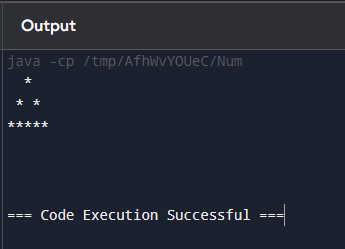 Output
java -cp /tmp/AfhWvYOUeC/Num
  *
 * *
*****
=== Code Execution Successful ===